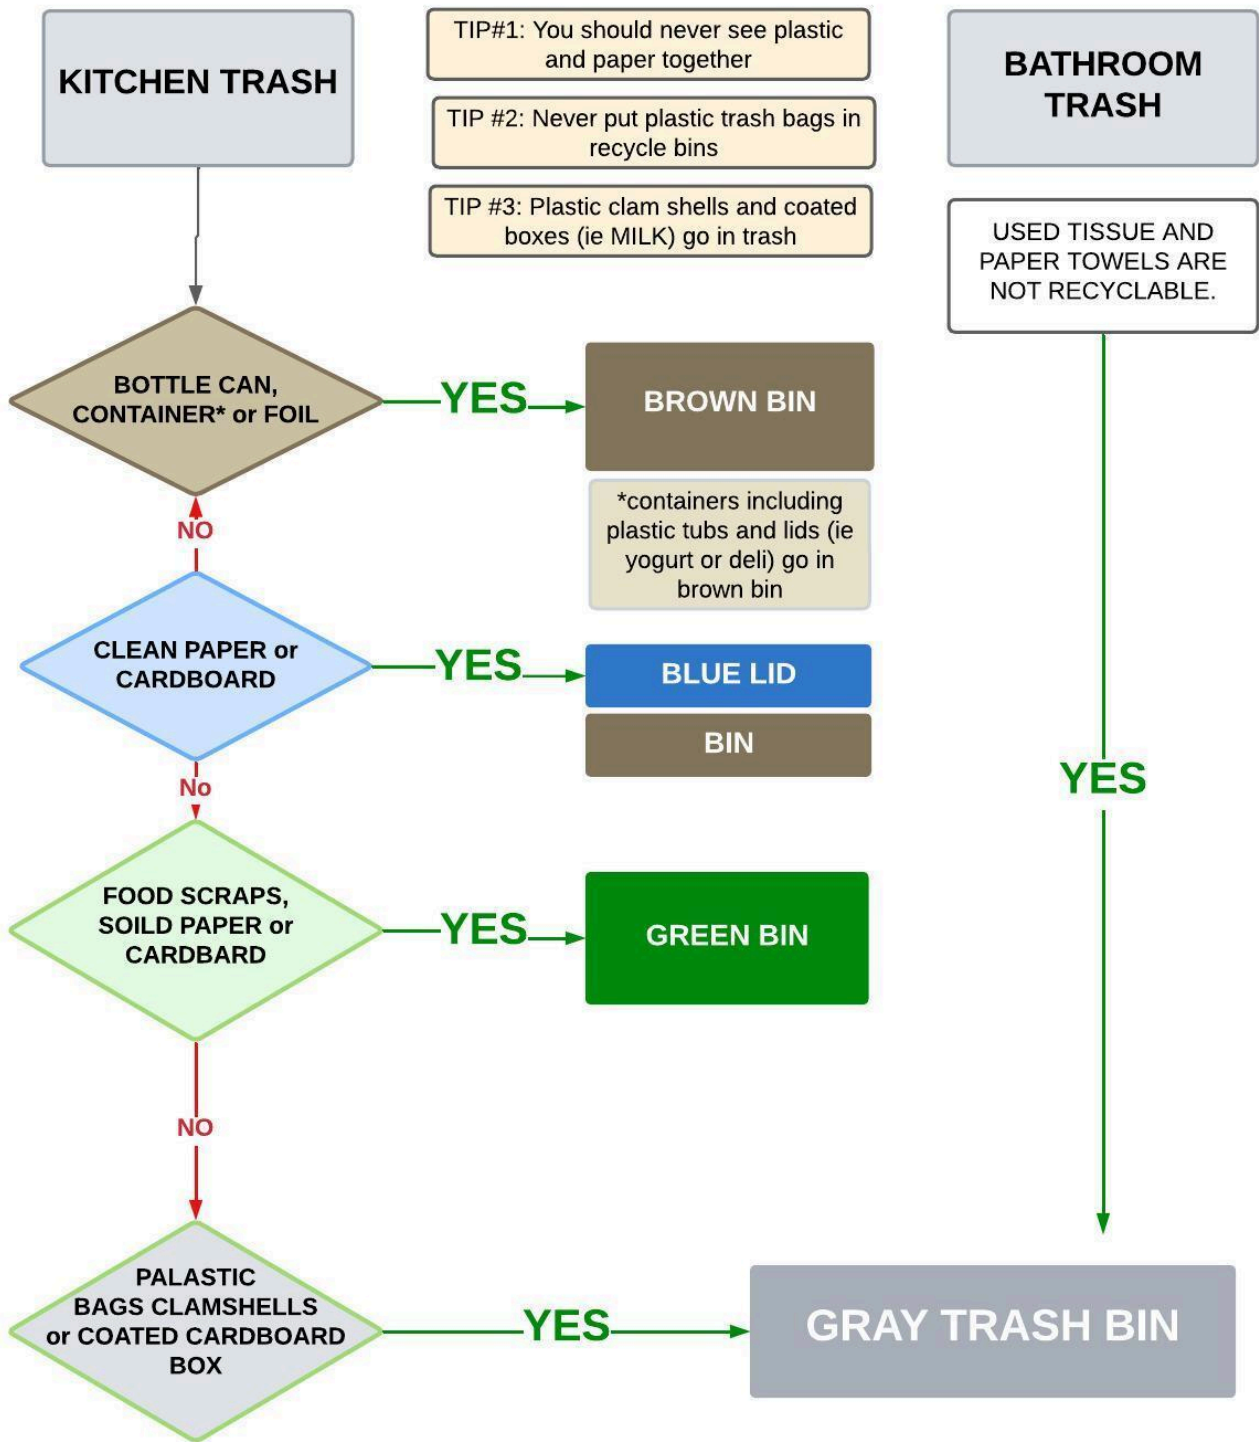 KITCHEN TRASH
TIP#1: You should never see plastic
and paper together
TIP #2: Never put plastic trash bags in
recycle bins
TIP #3: Plastic clam shells and coated
boxes (ie MILK) go in trash
BATHROOM
TRASH
USED TISSUE AND
PAPER TOWELS ARE
NOT RECYCLABLE.
BOTTLE CAN,
CONTAINER* or FOIL
YES
BROWN BIN
*containers including
plastic tubs and lids (ie
yogurt or deli) go in
brown bin
NO
CLEAN PAPER or
CARDBOARD
YES
BLUE LID
BIN
No
YES
FOOD SCRAPS,
SOILD PAPER or
CARDBARD
YES
GREEN BIN
NO
PALASTIC
BAGS CLAMSHELLS
or COATED CARDBOARD
BOX
YES
GRAY TRASH BIN